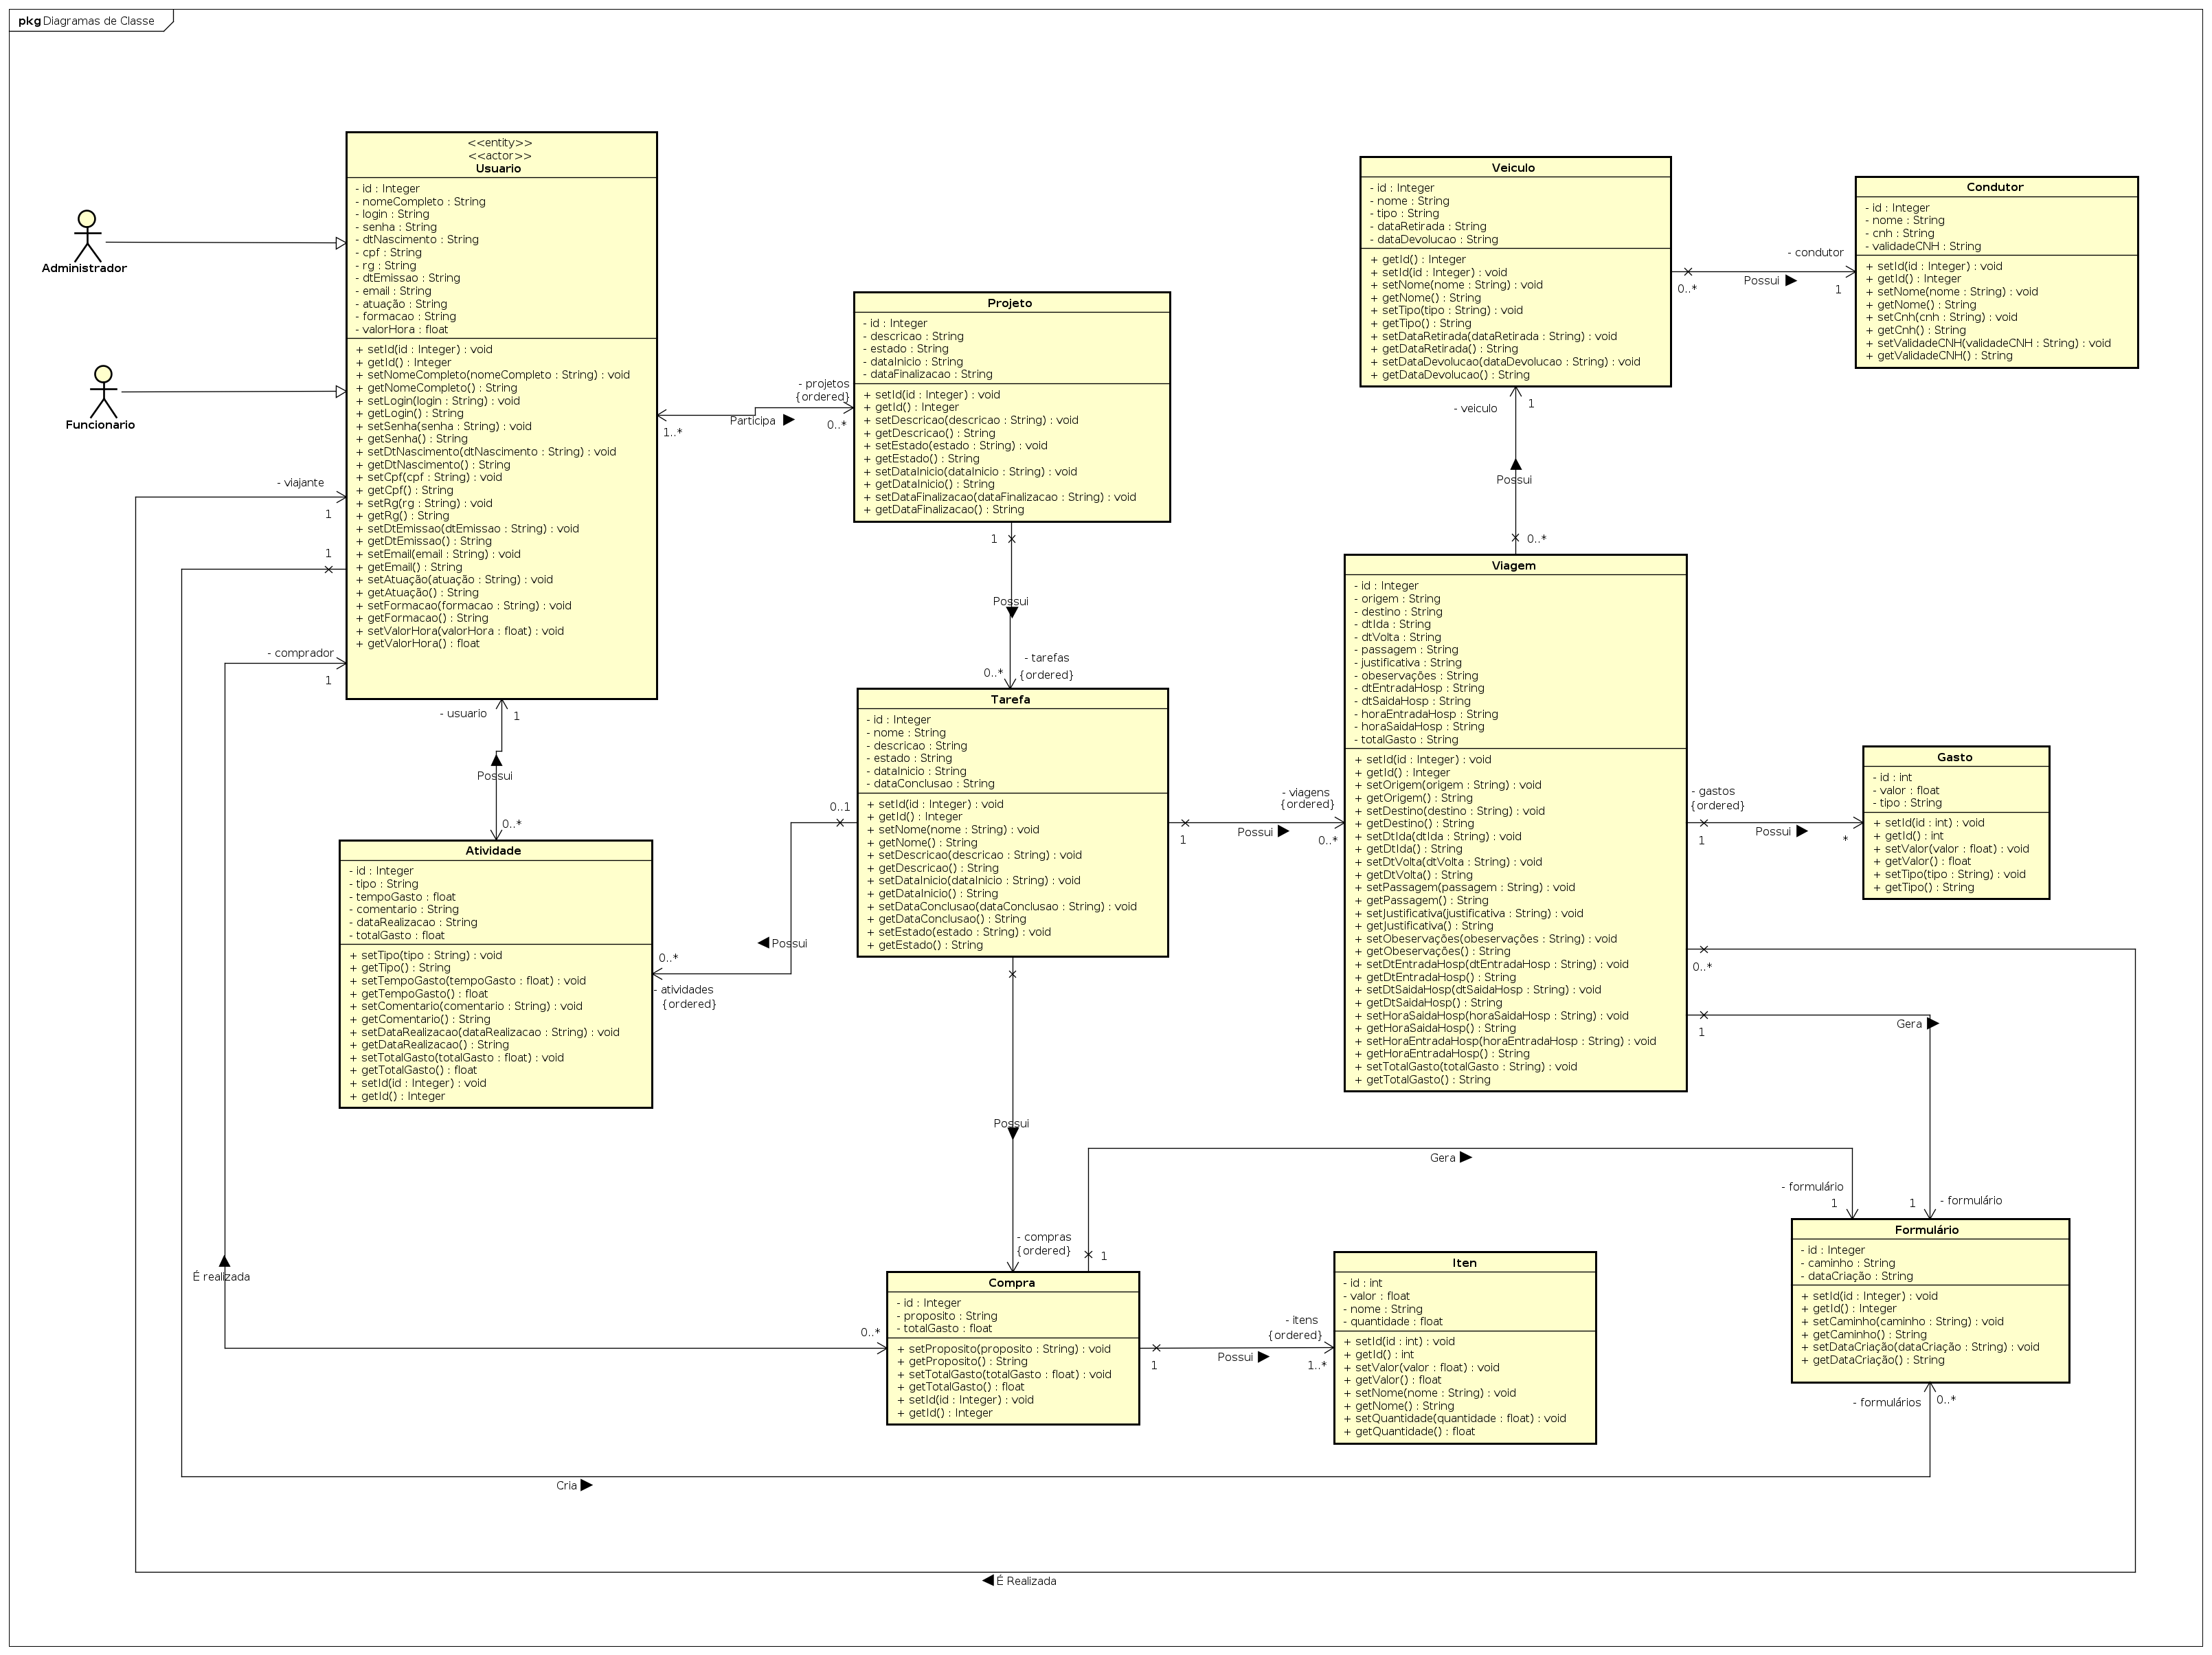 pkg Diagramas de Classe
<<entity>>
<<actor>>
Usuario
- id : Integer
- nomeCompleto : String
- login : String
- senha : String
- dtNascimento : String
- cpf : String
- rg : String
- dtEmissao : String
- email : String
- atuação : String
- formacao : String
- valorHora : float
+ setId(id : Integer) : void
+ getId() : Integer
+ setNomeCompleto(nomeCompleto : String) : void
+ getNomeCompleto() : String
+ setLogin(login : String) : void
+ getLogin() : String
+ setSenha(senha : String) : void
+ getSenha() : String
+ setDtNascimento(dtNascimento : String) : void
+ getDtNascimento() : String
+ setCpf(cpf : String) : void
+ getCpf() : String
+ setRg(rg : String) : void
+ getRg() : String
+ setDtEmissao(dtEmissao : String) : void
+ getDtEmissao() : String
+ setEmail(email : String) : void
+ getEmail() : String
+ setAtuação(atuação : String) : void
+ getAtuação() : String
+ setFormacao(formacao : String) : void
+ getFormacao() : String
+ setValorHora(valorHora : float) : void
+ getValorHora() : float
Administrador
Funcionario
- viajante
1
1
- comprador
1
- usuario
1
Possui
0..*
1..*
Participa
- projetos
{ordered}
0..*
Projeto
- id : Integer
- descricao : String
- estado : String
- dataInicio : String
- dataFinalizacao : String
+ setId(id : Integer) : void
+ getId() : Integer
+ setDescricao(descricao : String) : void
+ getDescricao() : String
+ setEstado(estado : String) : void
+ getEstado() : String
+ setDataInicio(dataInicio : String) : void
+ getDataInicio() : String
+ setDataFinalizacao(dataFinalizacao : String) : void
+ getDataFinalizacao() : String
1
Possui
- tarefas
0..*
{ordered}
Veiculo
- id : Integer
- nome : String
- tipo : String
- dataRetirada : String
- dataDevolucao : String
+ getId() : Integer
+ setId(id : Integer) : void
+ setNome(nome : String) : void
+ getNome() : String
+ setTipo(tipo : String) : void
+ getTipo() : String
+ setDataRetirada(dataRetirada : String) : void
+ getDataRetirada() : String
+ setDataDevolucao(dataDevolucao : String) : void
+ getDataDevolucao() : String
- condutor
0..*
Possui
1
Condutor
- id : Integer
- nome : String
- cnh : String
- validadeCNH : String
+ setId(id : Integer) : void
+ getId() : Integer
+ setNome(nome : String) : void
+ getNome() : String
+ setCnh(cnh : String) : void
+ getCnh() : String
+ setValidadeCNH(validadeCNH : String) : void
+ getValidadeCNH() : String
- veiculo
1
Possui
0..*
Viagem
- id : Integer
- origem : String
- destino : String
- dtIda : String
- dtVolta : String
- passagem : String
- justificativa : String
- obeservações : String
- dtEntradaHosp : String
- dtSaidaHosp : String
- horaEntradaHosp : String
- horaSaidaHosp : String
- totalGasto : String
+ setId(id : Integer) : void
+ getId() : Integer
+ setOrigem(origem : String) : void
+ getOrigem() : String
+ setDestino(destino : String) : void
+ getDestino() : String
+ setDtIda(dtIda : String) : void
+ getDtIda() : String
+ setDtVolta(dtVolta : String) : void
+ getDtVolta() : String
+ setPassagem(passagem : String) : void
+ getPassagem() : String
+ setJustificativa(justificativa : String) : void
+ getJustificativa() : String
+ setObeservações(obeservações : String) : void
+ getObeservações() : String
+ setDtEntradaHosp(dtEntradaHosp : String) : void
+ getDtEntradaHosp() : String
+ setDtSaidaHosp(dtSaidaHosp : String) : void
+ getDtSaidaHosp() : String
+ setHoraSaidaHosp(horaSaidaHosp : String) : void
+ getHoraSaidaHosp() : String
+ setHoraEntradaHosp(horaEntradaHosp : String) : void
+ getHoraEntradaHosp() : String
+ setTotalGasto(totalGasto : String) : void
+ getTotalGasto() : String
Tarefa
- id : Integer
- nome : String
- descricao : String
- estado : String
- dataInicio : String
- dataConclusao : String
+ setId(id : Integer) : void
+ getId() : Integer
+ setNome(nome : String) : void
+ getNome() : String
+ setDescricao(descricao : String) : void
+ getDescricao() : String
+ setDataInicio(dataInicio : String) : void
+ getDataInicio() : String
+ setDataConclusao(dataConclusao : String) : void
+ getDataConclusao() : String
+ setEstado(estado : String) : void
+ getEstado() : String
- viagens
{ordered}
1
Possui
0..*
- gastos
{ordered}
1
Possui
*
Gasto
- id : int
- valor : float
- tipo : String
+ setId(id : int) : void
+ getId() : int
+ setValor(valor : float) : void
+ getValor() : float
+ setTipo(tipo : String) : void
+ getTipo() : String
0..*
1
Gera
0..1
Possui
0..*
- atividades
{ordered}
Atividade
- id : Integer
- tipo : String
- tempoGasto : float
- comentario : String
- dataRealizacao : String
- totalGasto : float
+ setTipo(tipo : String) : void
+ getTipo() : String
+ setTempoGasto(tempoGasto : float) : void
+ getTempoGasto() : float
+ setComentario(comentario : String) : void
+ getComentario() : String
+ setDataRealizacao(dataRealizacao : String) : void
+ getDataRealizacao() : String
+ setTotalGasto(totalGasto : float) : void
+ getTotalGasto() : float
+ setId(id : Integer) : void
+ getId() : Integer
Possui
Gera
- compras
{ordered}
1
- formulário
1
1
- formulário
É realizada
0..*
Compra
- id : Integer
- proposito : String
- totalGasto : float
+ setProposito(proposito : String) : void
+ getProposito() : String
+ setTotalGasto(totalGasto : float) : void
+ getTotalGasto() : float
+ setId(id : Integer) : void
+ getId() : Integer
- itens
{ordered}
1
Possui
1..*
Iten
- id : int
- valor : float
- nome : String
- quantidade : float
+ setId(id : int) : void
+ getId() : int
+ setValor(valor : float) : void
+ getValor() : float
+ setNome(nome : String) : void
+ getNome() : String
+ setQuantidade(quantidade : float) : void
+ getQuantidade() : float
Formulário
- id : Integer
- caminho : String
- dataCriação : String
+ setId(id : Integer) : void
+ getId() : Integer
+ setCaminho(caminho : String) : void
+ getCaminho() : String
+ setDataCriação(dataCriação : String) : void
+ getDataCriação() : String
- formulários
0..*
Cria
É Realizada